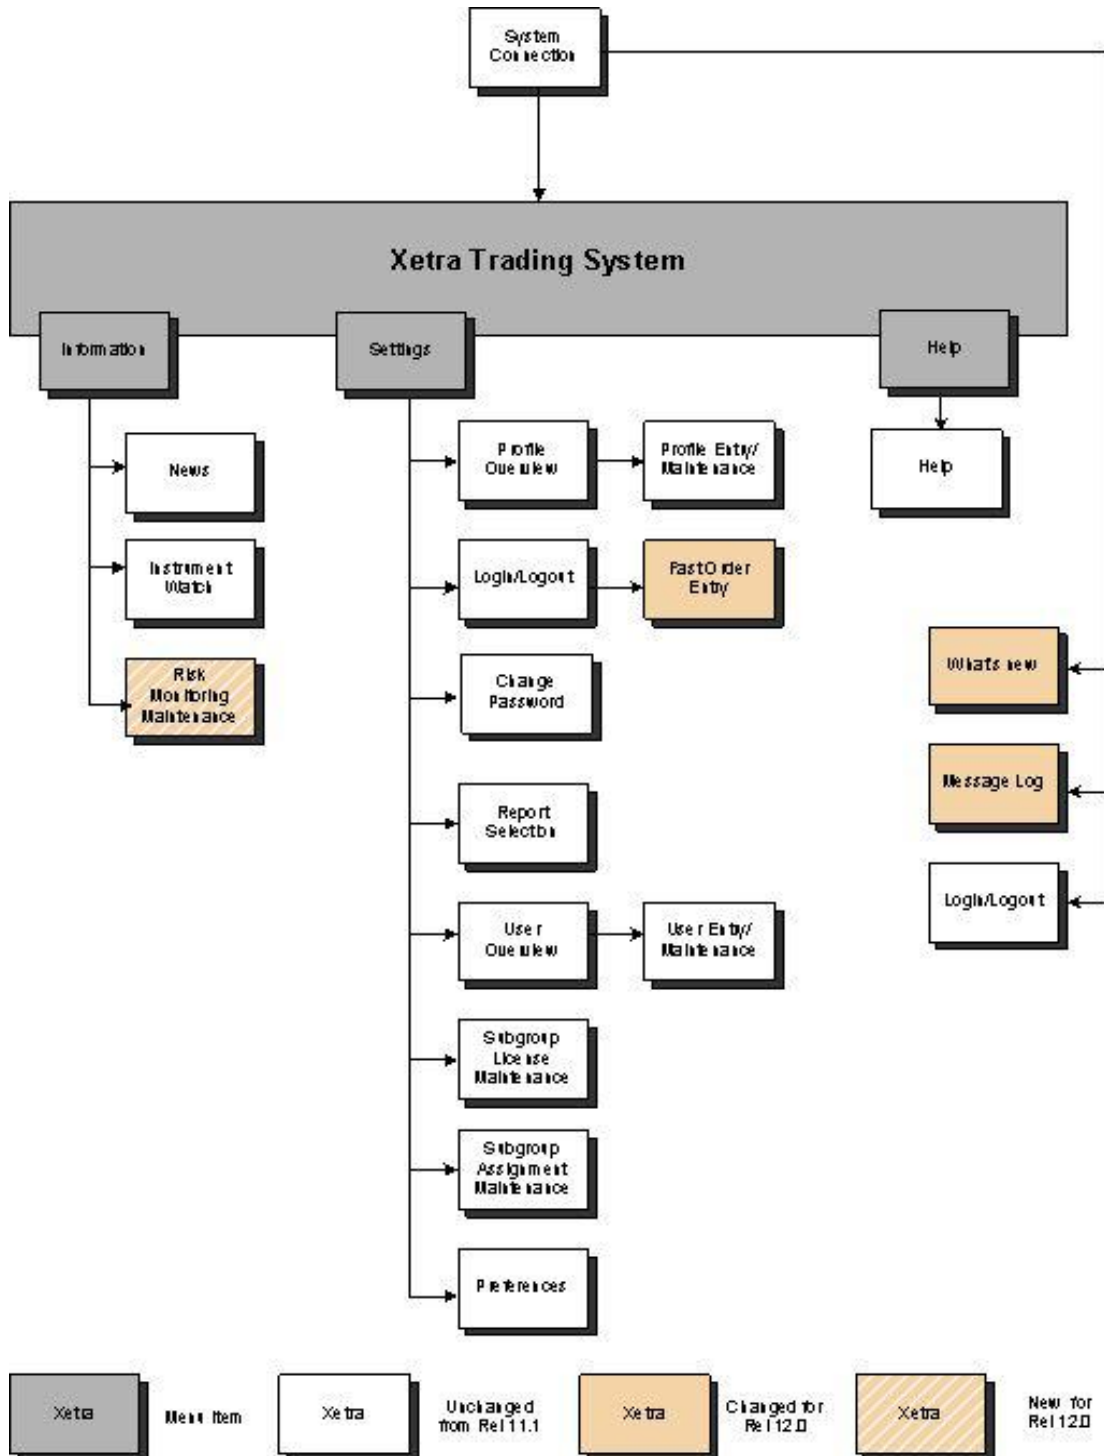 System
Connection
Xetra Trading System
Information
Settings
Help
News
Instrument
Watch
Risk
Monitoring
Maintenance
Profile
Overview
Profile Entry/
Maintenance
Login/Logout
Fast Order
Entry
Change
Password
Report
Selection
User
Overview
User Entry/
Maintenance
Subgroup
License
Maintenance
Subgroup
Assignment
Maintenance
Preferences
Help
What's new
Message Log
Login/Logout
Xetra
Menu Item
Xetra
Unchanged
from Rel 11.1
Xetra
Changed for
Rel 12.0
Xetra
New for
Rel 12.0